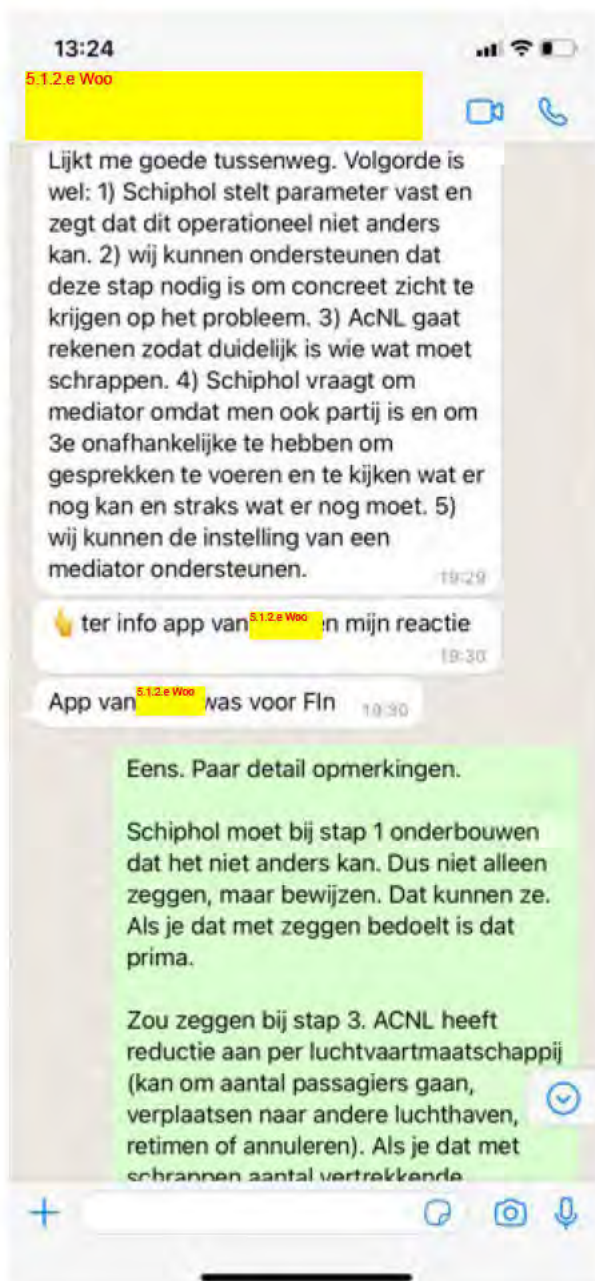 13:24
5.1.2.e Woo
Lijkt me goede tussenweg. Volgorde is
wel: 1) Schiphol stelt parameter vast en
zegt dat dit operationeel niet anders
kan. 2) wij kunnen ondersteunen dat
deze stap nodig is om concreet zicht te
krijgen op het probleem. 3) AcNL gaat
rekenen zodat duidelijk is wie wat moet
schrappen. 4) Schiphol vraagt om
mediator omdat men ook partij is en om
3e onafhankelijke te hebben om
gesprekken te voeren en te kijken wat er
nog kan en straks wat er nog moet. 5)
wij kunnen de instelling van een
mediator ondersteunen.
19:29
👆 ter info app van 5.1.2.e Woo en mijn reactie
19:30
App van 5.1.2.e Woo was voor FIn 19:30
Eens. Paar detail opmerkingen.
Schiphol moet bij stap 1 onderbouwen
dat het niet anders kan. Dus niet alleen
zeggen, maar bewijzen. Dat kunnen ze.
Als je dat met zeggen bedoelt is dat
prima.
Zou zeggen bij stap 3. ACNL heeft
reductie aan per luchtvaartmaatschappij
(kan om aantal passagiers gaan,
verplaatsen naar andere luchthaven,
retimen of annuleren). Als je dat met
schrappen aantal vertrekkende